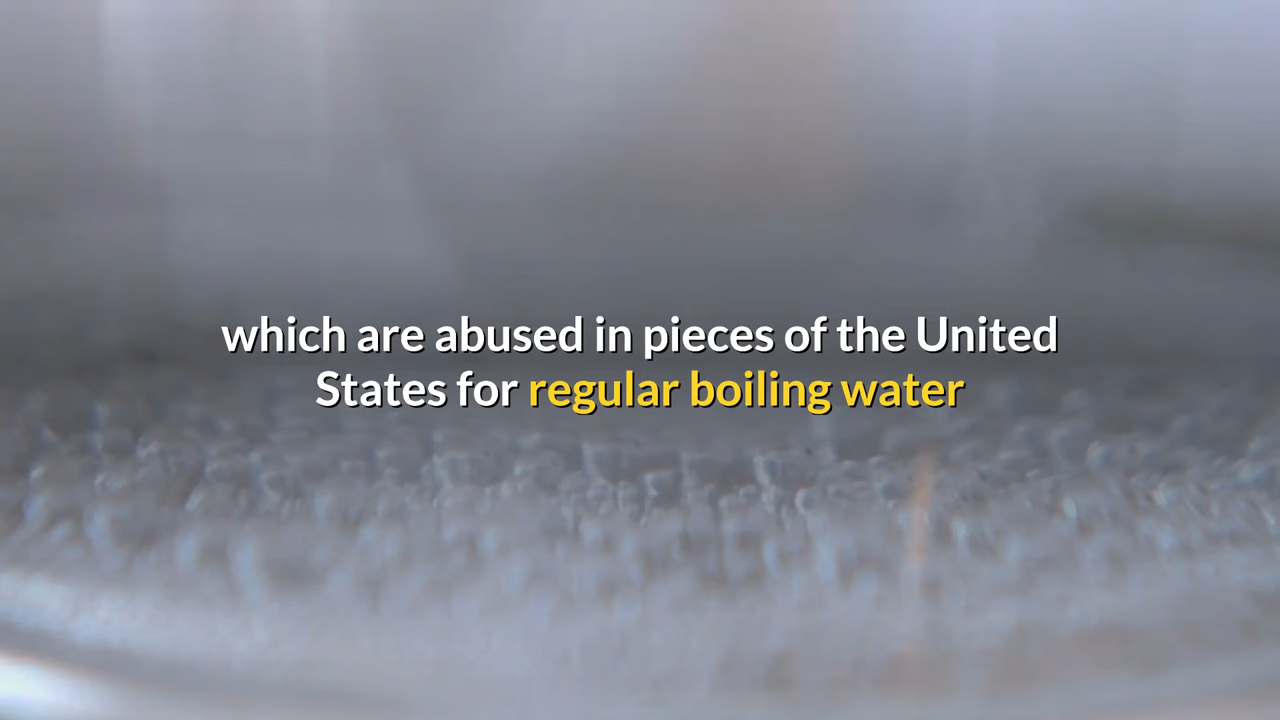 which are abused in pieces of the United
States for regular boiling water